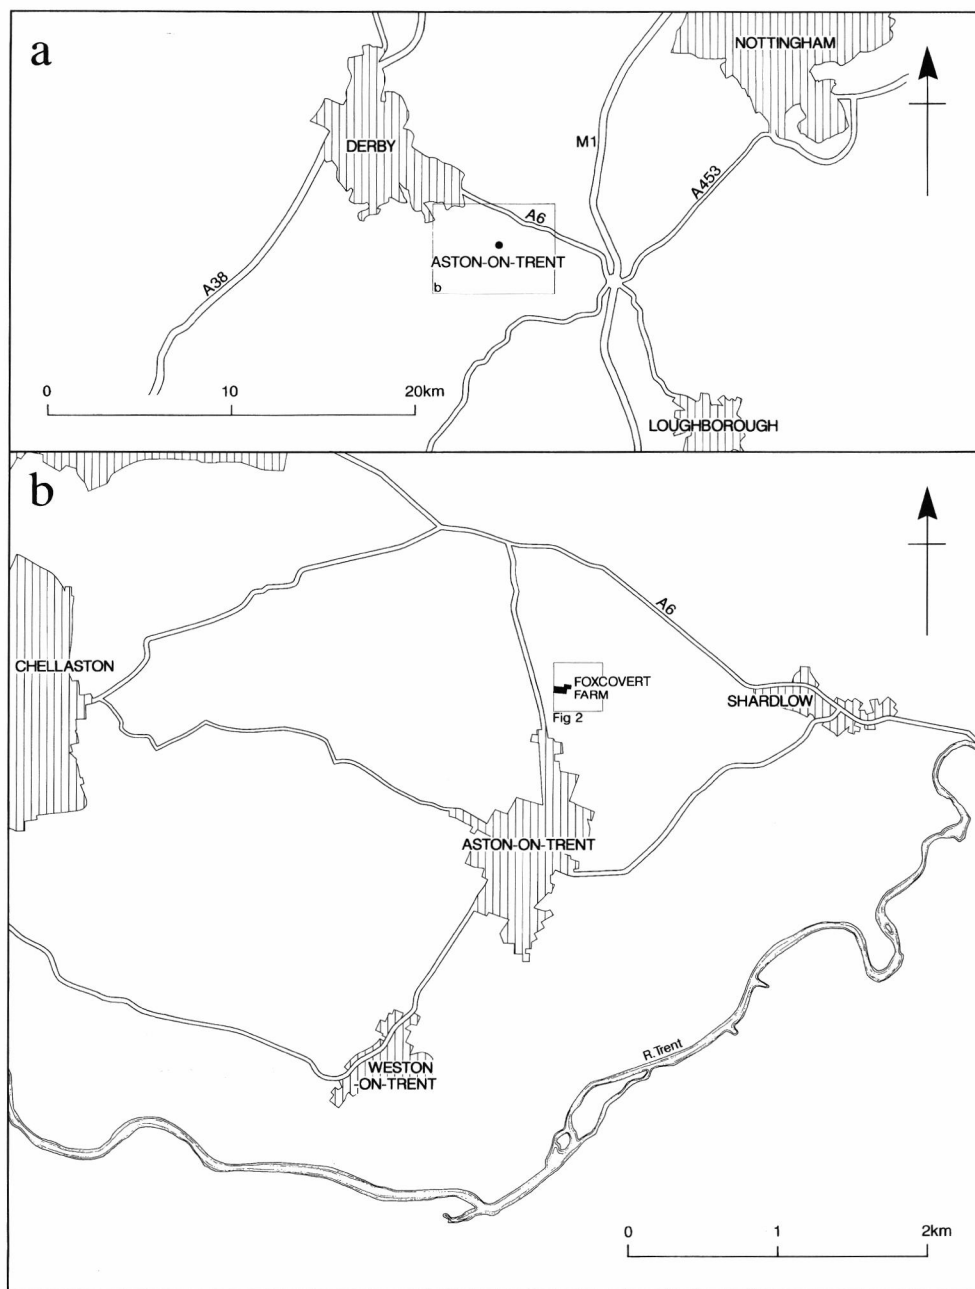 a
NOTTINGHAM
DERBY
M1
A453
A6
ASTON-ON-TRENT
b
A38
0 10 20km
LOUGHBOROUGH
b
A6
CHELLASTON
FOXCOVERT
FARM
SHARDLOW
Fig 2
ASTON-ON-TRENT
R.Trent
WESTON
-ON-TRENT
0 1 2km